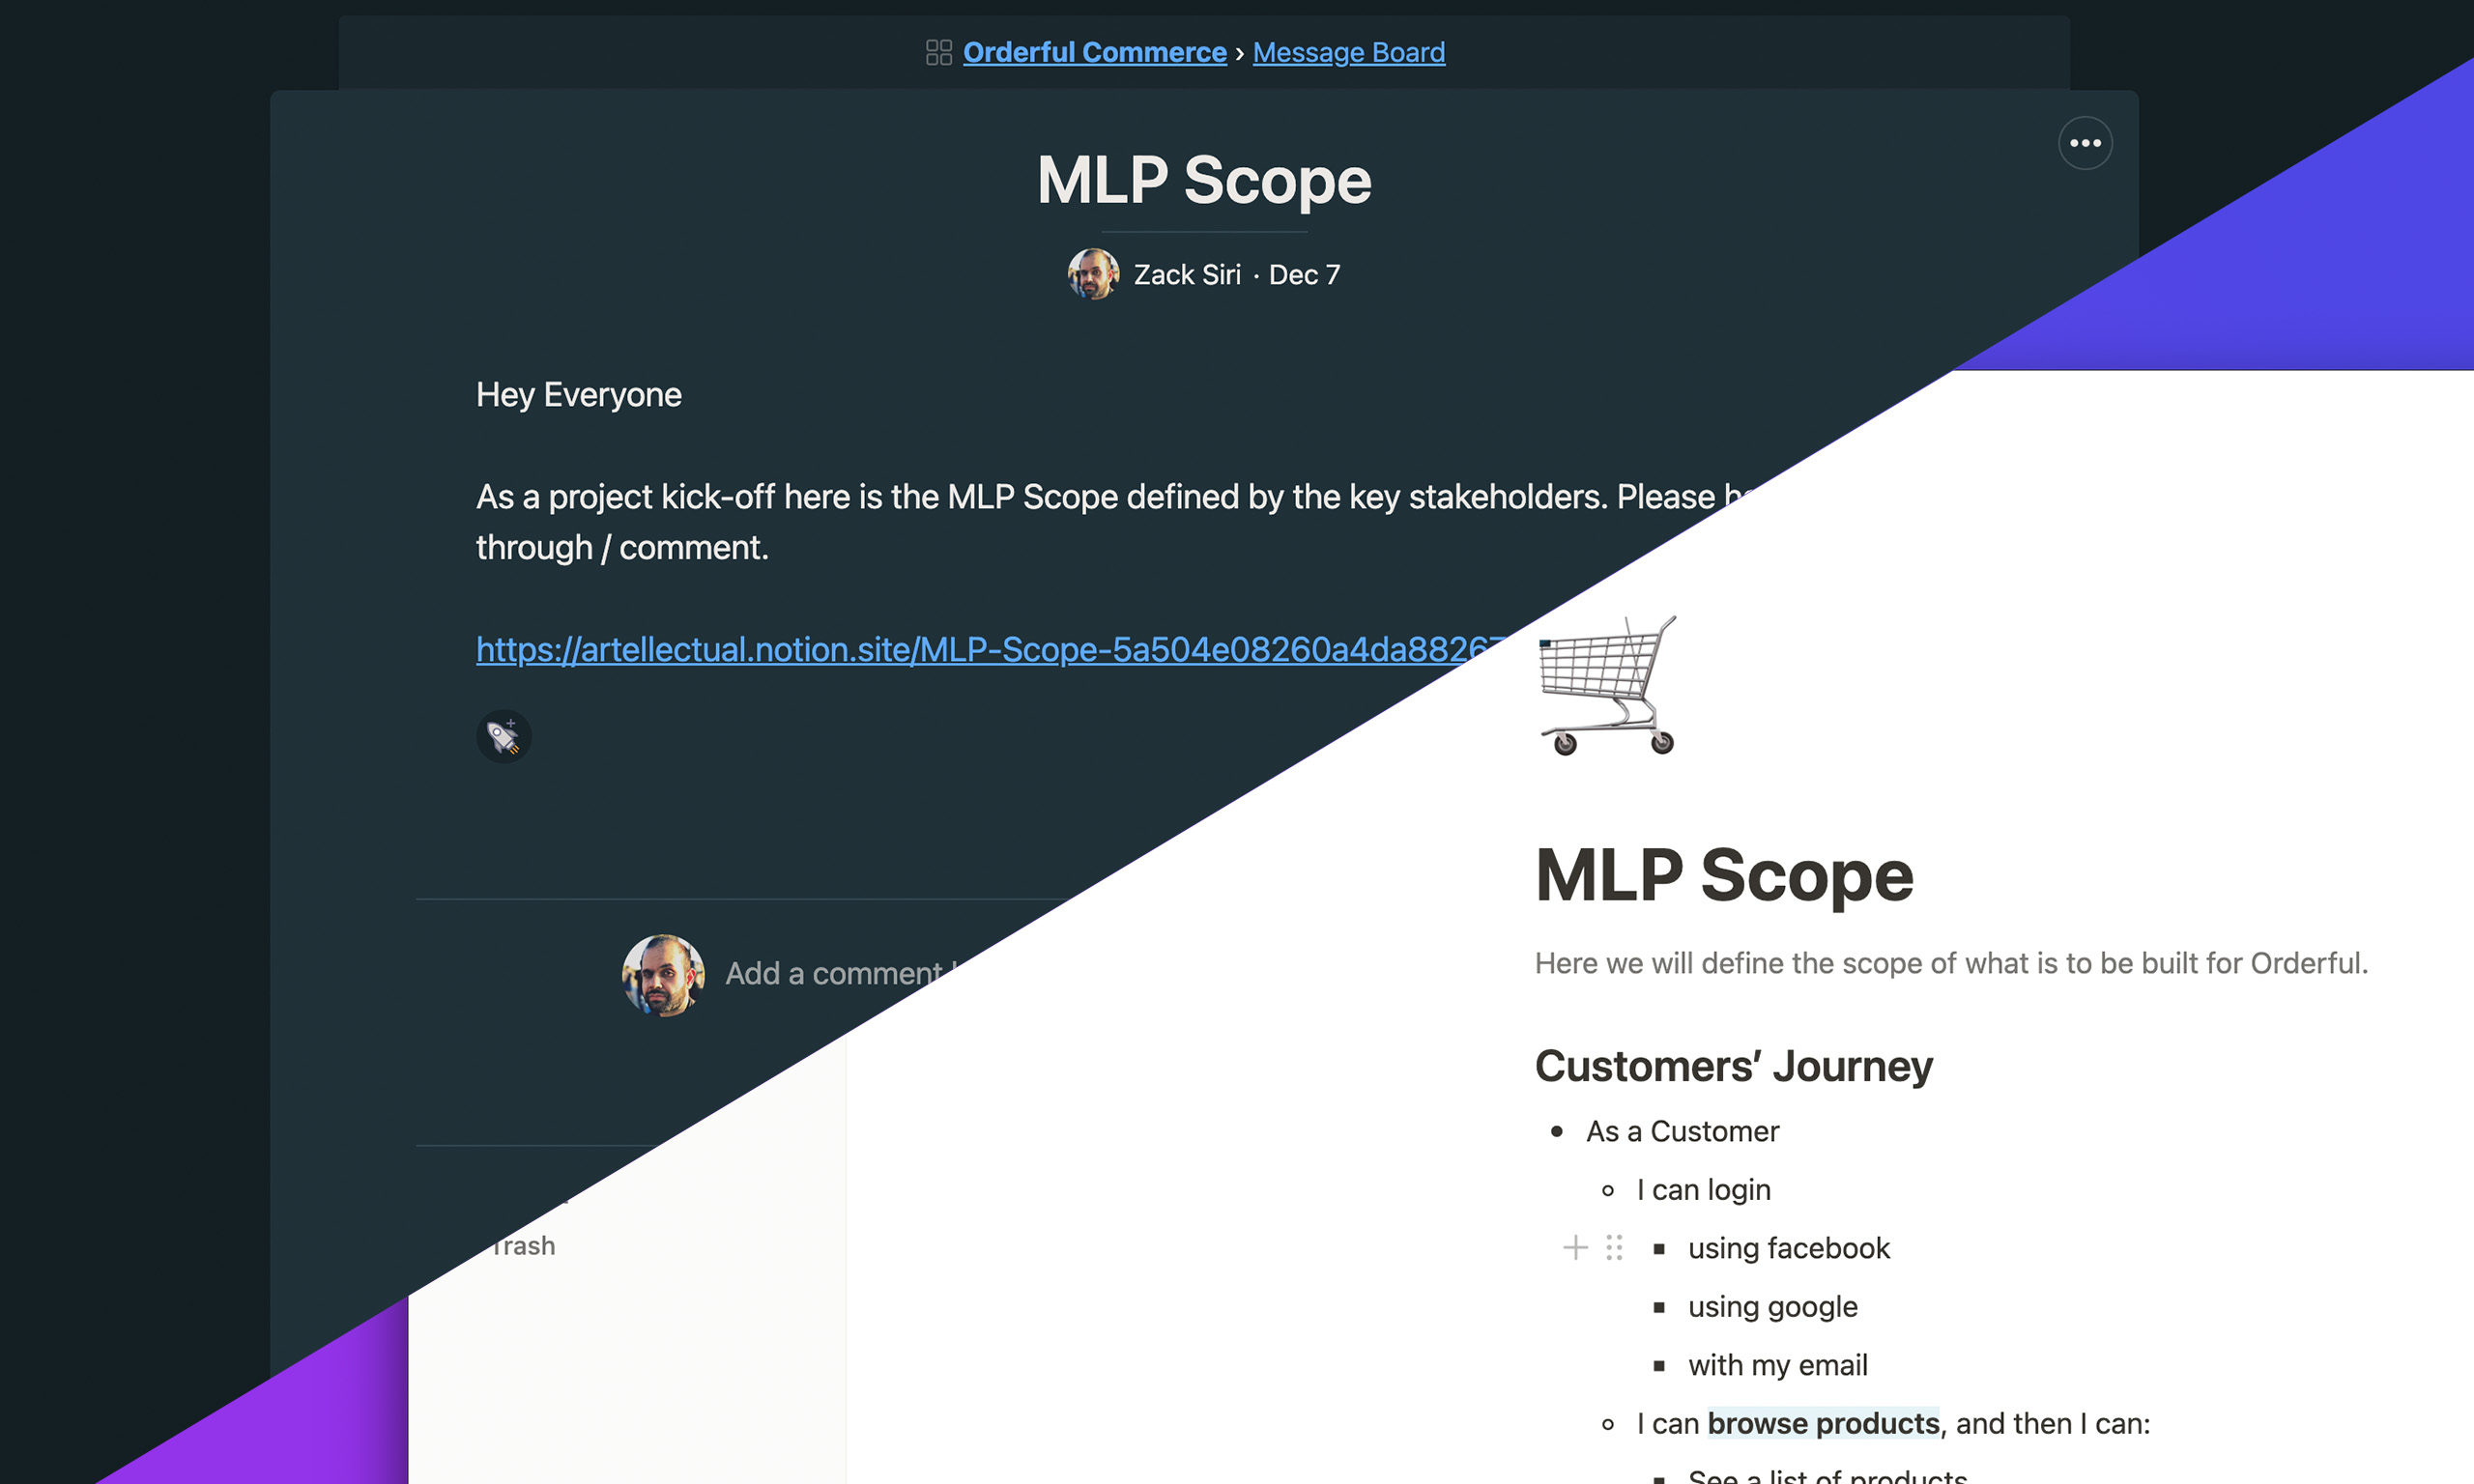 Orderful Commerce › Message Board
MLP Scope
Zack Siri · Dec 7
Hey Everyone
As a project kick-off here is the MLP Scope defined by the key stakeholders. Please
through / comment.
https://artellectual.notion.site/MLP-Scope-5a504e08260a4da8826
Add a comment
Trash
MLP Scope
Here we will define the scope of what is to be built for Orderful.
Customers’ Journey
As a Customer
I can login
using facebook
using google
with my email
I can browse products, and then I can:
See a list of products